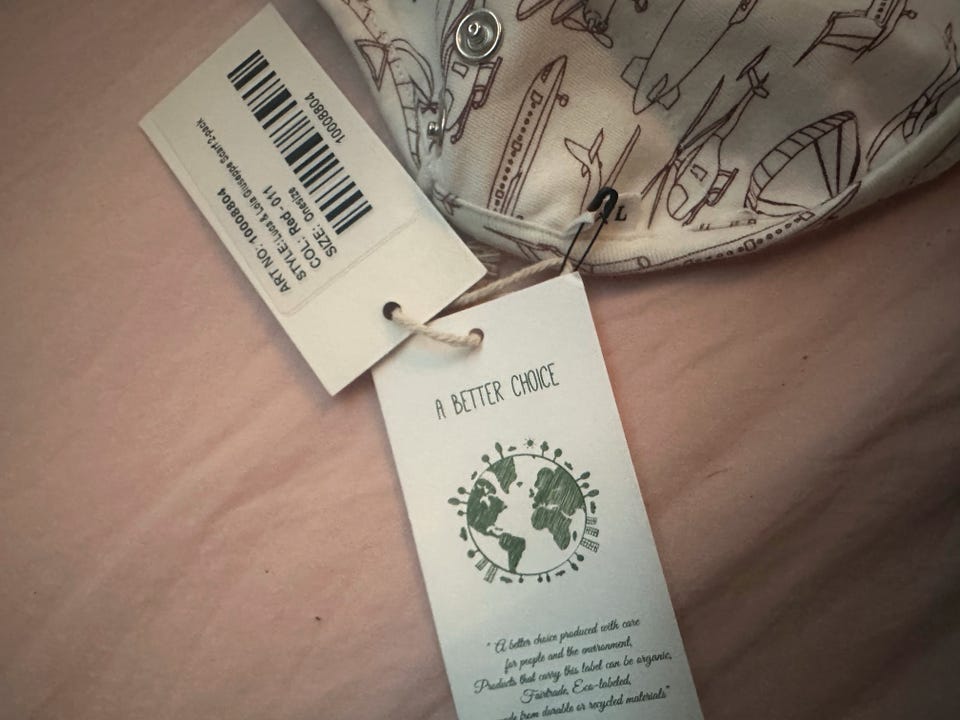 ART NO: 10008804
STYLE: Luca & Lola Giuseppe Scarf 2-pack
COL: Red - 011
SIZE: Onesize
10008804
L
A BETTER CHOICE
" A better choice produced with care
for people and the environment,
Products that carry this label can be organic,
Fairtrade, Eco-labeled,
made from durable or recycled materials"